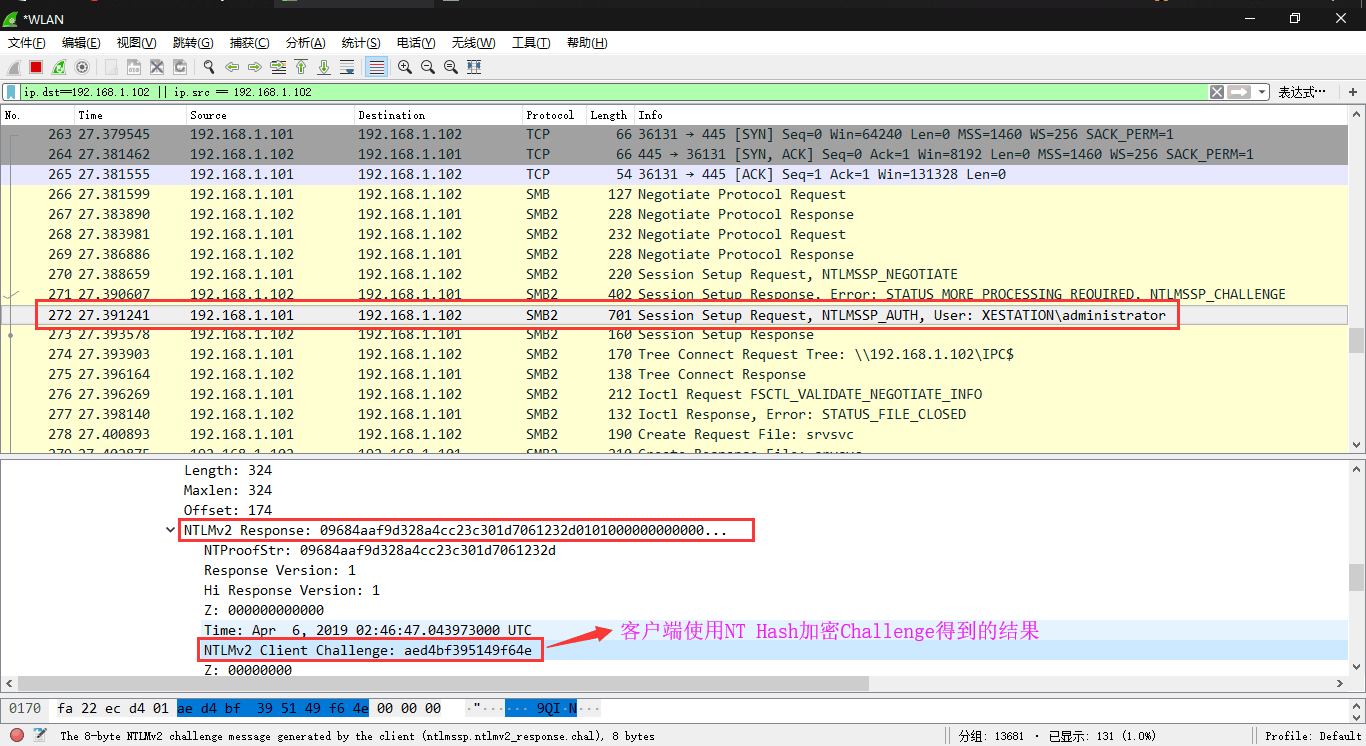 *WLAN
文件(F) 编辑(E) 视图(V) 跳转(G) 捕获(C) 分析(A) 统计(S) 电话(Y) 无线(W) 工具(T) 帮助(H)
ip.dst==192.168.1.102 || ip.src == 192.168.1.102 表达式… +
No. Time Source Destination Protocol Length Info
263 27.379545 192.168.1.101 192.168.1.102 TCP 66 36131 → 445 [SYN] Seq=0 Win=64240 Len=0 MSS=1460 WS=256 SACK_PERM=1
264 27.381462 192.168.1.102 192.168.1.101 TCP 66 445 → 36131 [SYN, ACK] Seq=0 Ack=1 Win=8192 Len=0 MSS=1460 WS=256 SACK_PERM=1
265 27.381555 192.168.1.101 192.168.1.102 TCP 54 36131 → 445 [ACK] Seq=1 Ack=1 Win=131328 Len=0
266 27.381599 192.168.1.101 192.168.1.102 SMB 127 Negotiate Protocol Request
267 27.383890 192.168.1.102 192.168.1.101 SMB2 228 Negotiate Protocol Response
268 27.383981 192.168.1.101 192.168.1.102 SMB2 232 Negotiate Protocol Request
269 27.386886 192.168.1.102 192.168.1.101 SMB2 228 Negotiate Protocol Response
270 27.388659 192.168.1.101 192.168.1.102 SMB2 220 Session Setup Request, NTLMSSP_NEGOTIATE
271 27.390607 192.168.1.102 192.168.1.101 SMB2 402 Session Setup Response, Error: STATUS_MORE_PROCESSING_REQUIRED, NTLMSSP_CHALLENGE
272 27.391241 192.168.1.101 192.168.1.102 SMB2 701 Session Setup Request, NTLMSSP_AUTH, User: XESTATION\administrator
273 27.393578 192.168.1.102 192.168.1.101 SMB2 160 Session Setup Response
274 27.393903 192.168.1.101 192.168.1.102 SMB2 170 Tree Connect Request Tree: \\192.168.1.102\IPC$
275 27.396164 192.168.1.102 192.168.1.101 SMB2 138 Tree Connect Response
276 27.396269 192.168.1.101 192.168.1.102 SMB2 212 Ioctl Request FSCTL_VALIDATE_NEGOTIATE_INFO
277 27.398140 192.168.1.102 192.168.1.101 SMB2 132 Ioctl Response, Error: STATUS_FILE_CLOSED
278 27.400893 192.168.1.101 192.168.1.102 SMB2 190 Create Request File: srvsvc
Length: 324
Maxlen: 324
Offset: 174
NTLMv2 Response: 09684aaf9d328a4cc23c301d7061232d0101000000000000...
NTProofStr: 09684aaf9d328a4cc23c301d7061232d
Response Version: 1
Hi Response Version: 1
Z: 000000000000
Time: Apr  6, 2019 02:46:47.043973000 UTC
客户端使用NT Hash加密Challenge得到的结果
NTLMv2 Client Challenge: aed4bf395149f64e
Z: 00000000
0170 fa 22 ec d4 01 ae d4 bf 39 51 49 f6 4e 00 00 00 ·"······ 9QI·N···
The 8-byte NTLMv2 challenge message generated by the client (ntlmssp.ntlmv2_response.chal), 8 bytes 分组: 13681 · 已显示: 131 (1.0%) Profile: Default